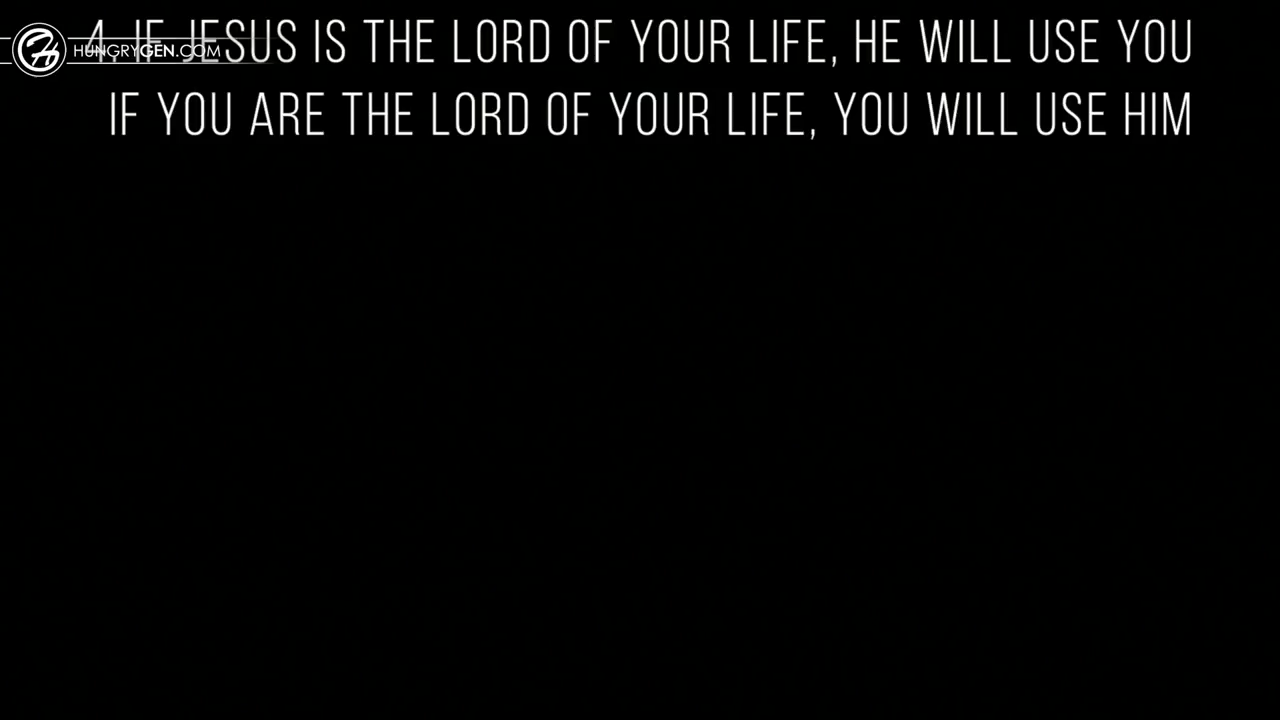 4. IF JESUS IS THE LORD OF YOUR LIFE, HE WILL USE YOU
HUNGRYGEN.COM
IF YOU ARE THE LORD OF YOUR LIFE, YOU WILL USE HIM